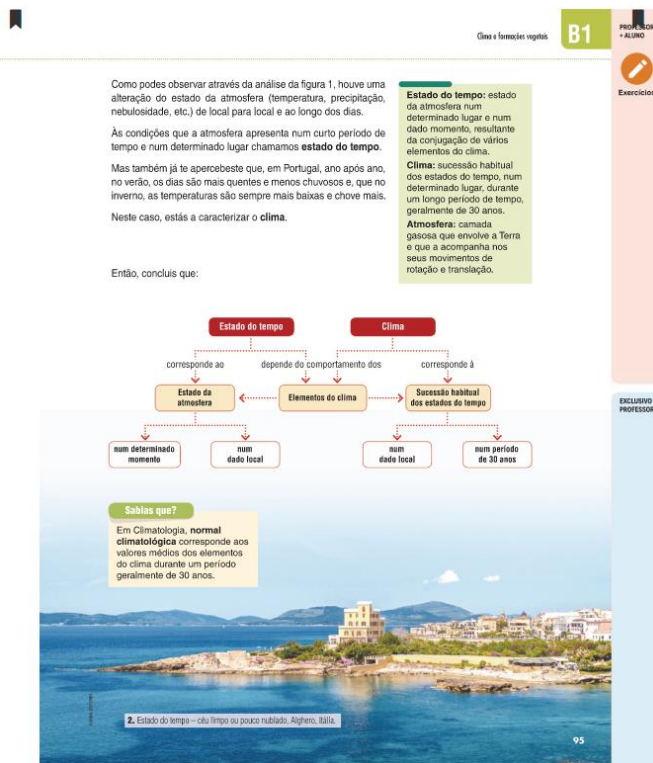 Clima e formações vegetais
B1
PROFESSOR
+ ALUNO
Exercícios
Como podes observar através da análise da figura 1, houve uma
alteração do estado da atmosfera (temperatura, precipitação,
nebulosidade, etc.) de local para local e ao longo dos dias.
Às condições que a atmosfera apresenta num curto período de
tempo e num determinado lugar chamamos estado do tempo.
Mas também já te apercebeste que, em Portugal, ano após ano,
no verão, os dias são mais quentes e menos chuvosos e, que no
inverno, as temperaturas são sempre mais baixas e chove mais.
Neste caso, estás a caracterizar o clima.
Então, concluis que:
Estado do tempo: estado
da atmosfera num
determinado lugar e num
dado momento, resultante
da conjugação de vários
elementos do clima.
Clima: sucessão habitual
dos estados do tempo, num
determinado lugar, durante
um longo período de tempo,
geralmente de 30 anos.
Atmosfera: camada
gasosa que envolve a Terra
e que a acompanha nos
seus movimentos de
rotação e translação.
Estado do tempo
Clima
corresponde ao
depende do comportamento dos
corresponde à
Estado da
atmosfera
Elementos do clima
Sucessão habitual
dos estados do tempo
num determinado
momento
num
dado local
num
dado local
num período
de 30 anos
EXCLUSIVO
PROFESSOR
Sabias que?
Em Climatologia, normal
climatológica corresponde aos
valores médios dos elementos
do clima durante um período
geralmente de 30 anos.
2. Estado do tempo – céu limpo ou pouco nublado, Alghero, Itália.
95